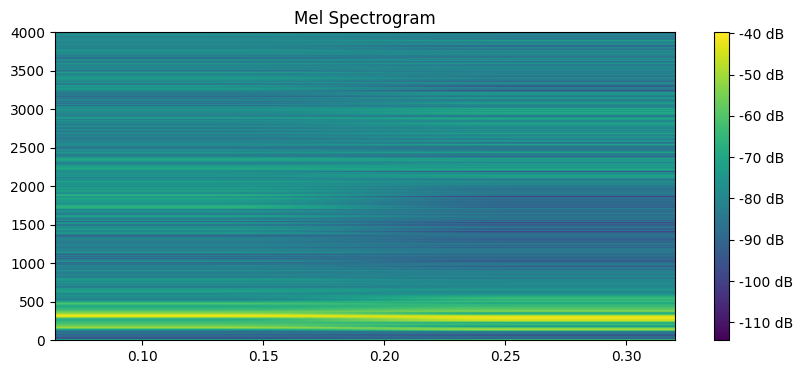 Mel Spectrogram
4000
3500
3000
2500
2000
1500
1000
500
0
0.10 0.15 0.20 0.25 0.30
-40 dB
-50 dB
-60 dB
-70 dB
-80 dB
-90 dB
-100 dB
-110 dB